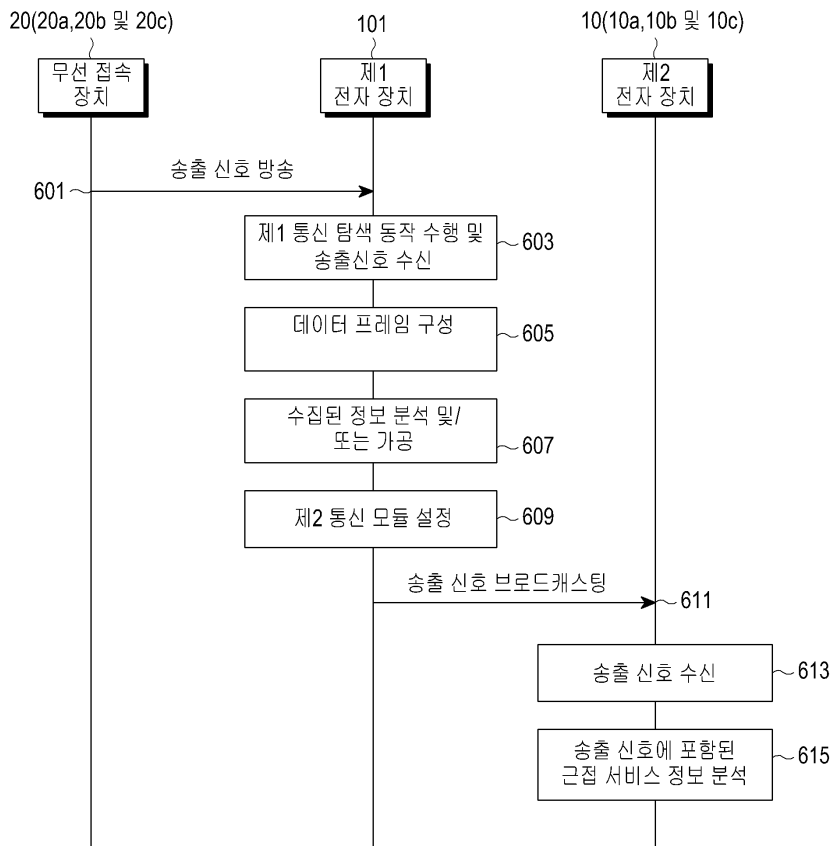 20(20a,20b 및 20c)
101
10(10a,10b 및 10c)
무선 접속
장치
제1
전자 장치
제2
전자 장치
송출 신호 방송
601
제1 통신 탐색 동작 수행 및
송출신호 수신
603
데이터 프레임 구성
605
수집된 정보 분석 및/
또는 가공
607
제2 통신 모듈 설정
609
송출 신호 브로드캐스팅
611
송출 신호 수신
613
송출 신호에 포함된
근접 서비스 정보 분석
615